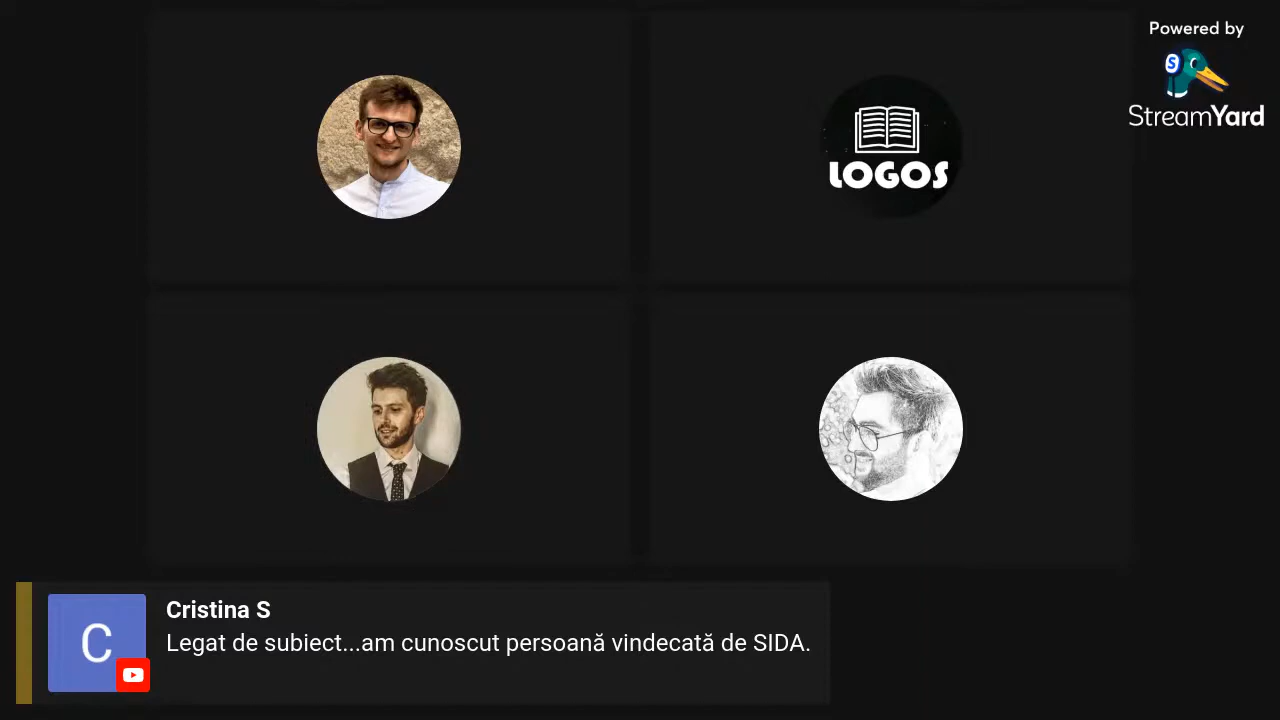 Powered by
S
StreamYard
LOGOS
C
Cristina S
Legat de subiect...am cunoscut persoană vindecată de SIDA.